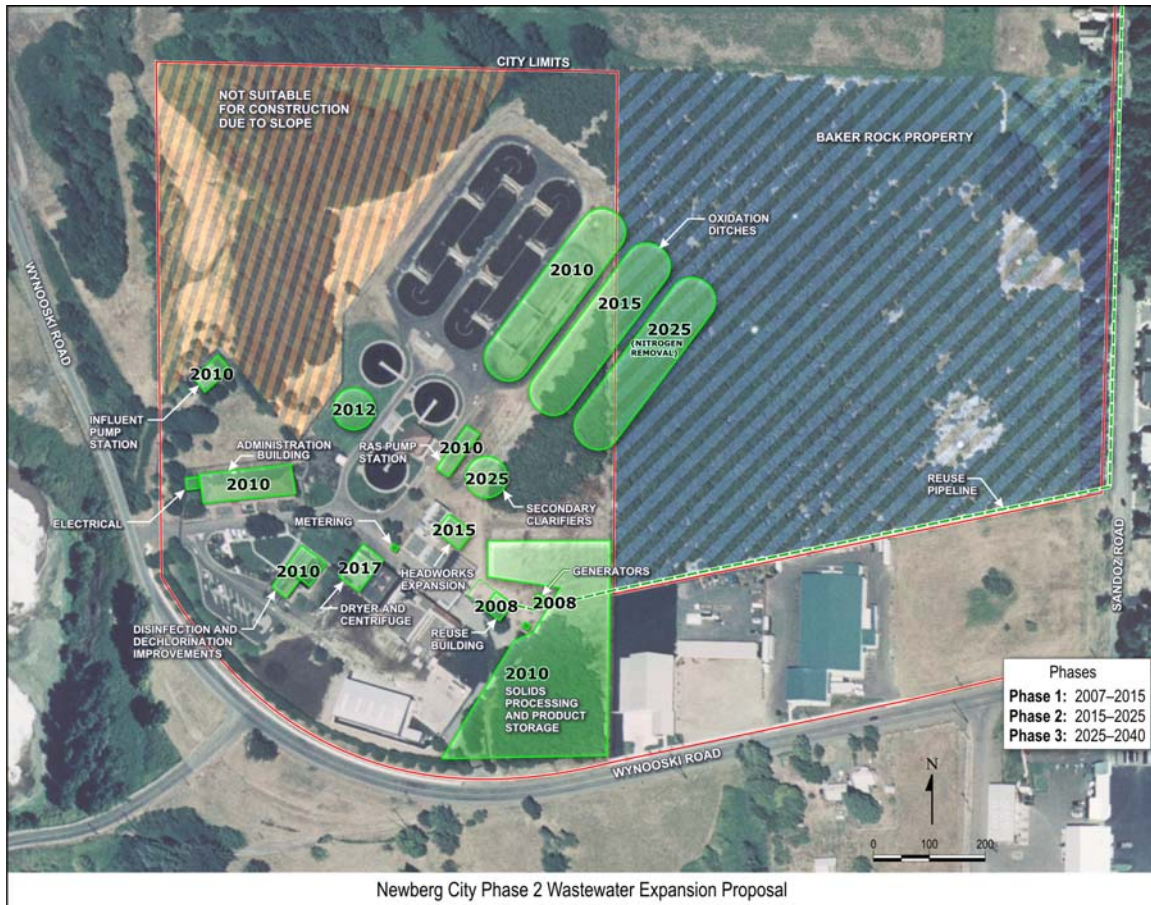 CITY LIMITS
NOT SUITABLE
FOR CONSTRUCTION
DUE TO SLOPE
BAKER ROCK PROPERTY
OXIDATION
DITCHES
2010
2015
2025
(NITROGEN
REMOVAL)
WYNOOSKI ROAD
2010
INFLUENT
PUMP
STATION
2012
ADMINISTRATION
BUILDING
2010
ELECTRICAL
RAS-PUMP
STATION
2010
2025
SECONDARY
CLARIFIERS
REUSE
PIPELINE
SANDOZ ROAD
METERING
2015
HEADWORKS
EXPANSION
2010
DISINFECTION AND
DECHLORINATION
IMPROVEMENTS
2017
DRYER AND
CENTRIFUGE
GENERATORS
2008
2008
REUSE
BUILDING
2010
SOLIDS
PROCESSING
AND PRODUCT
STORAGE
WYNOOSKI ROAD
Phases
Phase 1: 2007–2015
Phase 2: 2015–2025
Phase 3: 2025–2040
N
0 100 200
Newberg City Phase 2 Wastewater Expansion Proposal